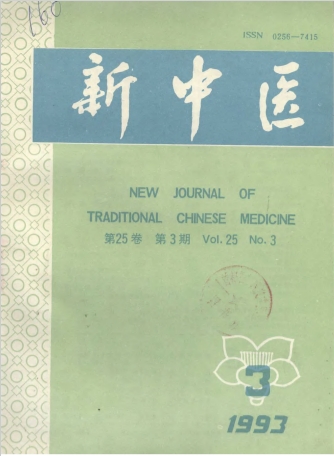 ISSN 0256—7415
新中医
NEW JOURNAL OF
TRADITIONAL CHINESE MEDICINE
第25卷 第3期 Vol. 25 No. 3
3
1993